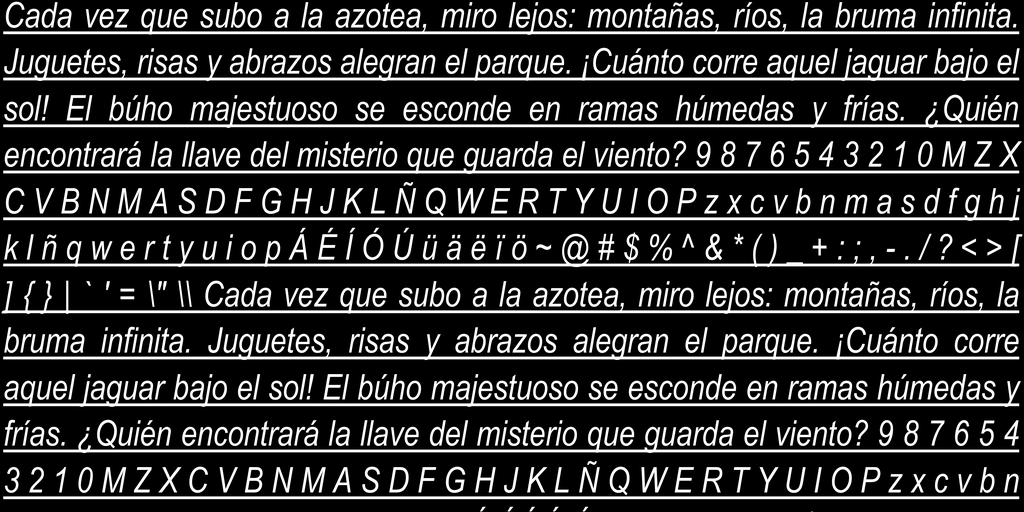 Cada vez que subo a la azotea, miro lejos: montañas, ríos, la bruma infinita.
Juguetes, risas y abrazos alegran el parque. ¡Cuánto corre aquel jaguar bajo el
sol! El búho majestuoso se esconde en ramas húmedas y frías. ¿Quién
encontrará la llave del misterio que guarda el viento? 9 8 7 6 5 4 3 2 1 0 M Z X
C V B N M A S D F G H J K L Ñ Q W E R T Y U I O P z x c v b n m a s d f g h j
k l ñ q w e r t y u i o p Á É Í Ó Ú ü ä ë ï ö ~ @ # $ % ^ & * ( ) _ + : ; , - . / ? < > [
] { } | ` ' = \" \\ Cada vez que subo a la azotea, miro lejos: montañas, ríos, la
bruma infinita. Juguetes, risas y abrazos alegran el parque. ¡Cuánto corre
aquel jaguar bajo el sol! El búho majestuoso se esconde en ramas húmedas y
frías. ¿Quién encontrará la llave del misterio que guarda el viento? 9 8 7 6 5 4
3 2 1 0 M Z X C V B N M A S D F G H J K L Ñ Q W E R T Y U I O P z x c v b n